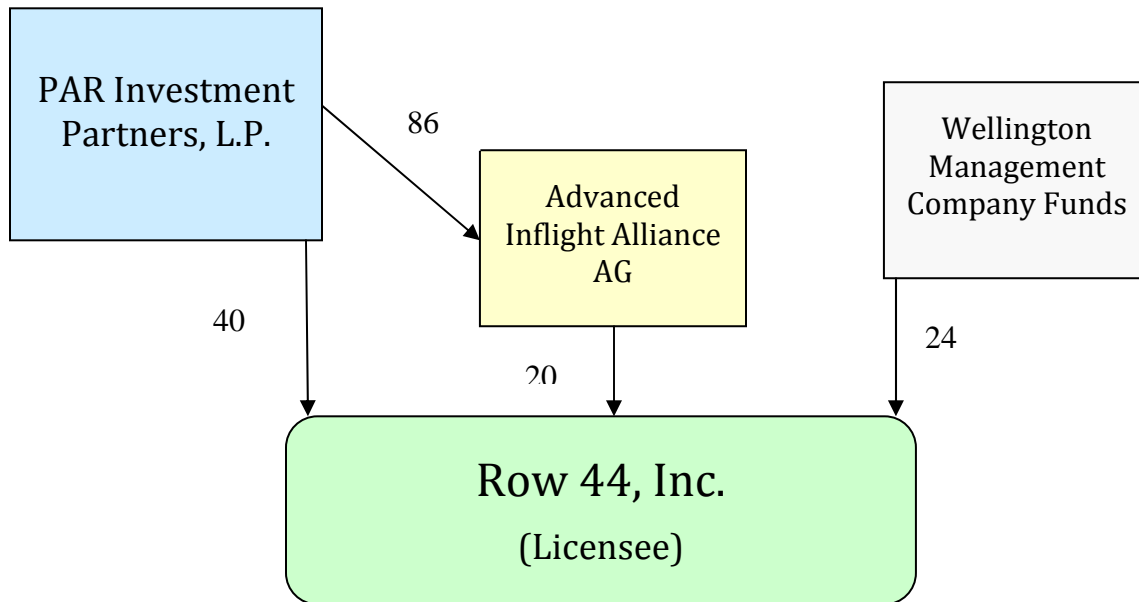 PAR Investment
Partners, L.P.
86
Wellington
Management
Company Funds
Advanced
Inflight Alliance
AG
40
20
24
Row 44, Inc.
(Licensee)